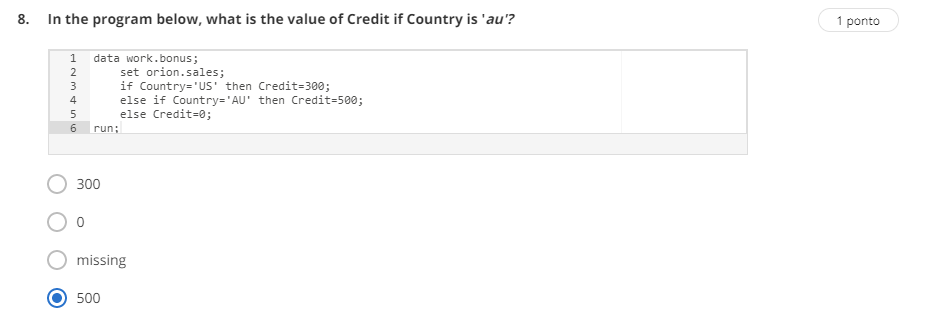 8. In the program below, what is the value of Credit if Country is 'au'?
1 ponto
1 data work.bonus;
2 set orion.sales;
3 if Country='US' then Credit=300;
4 else if Country='AU' then Credit=500;
5 else Credit=0;
6 run;
300
0
missing
500